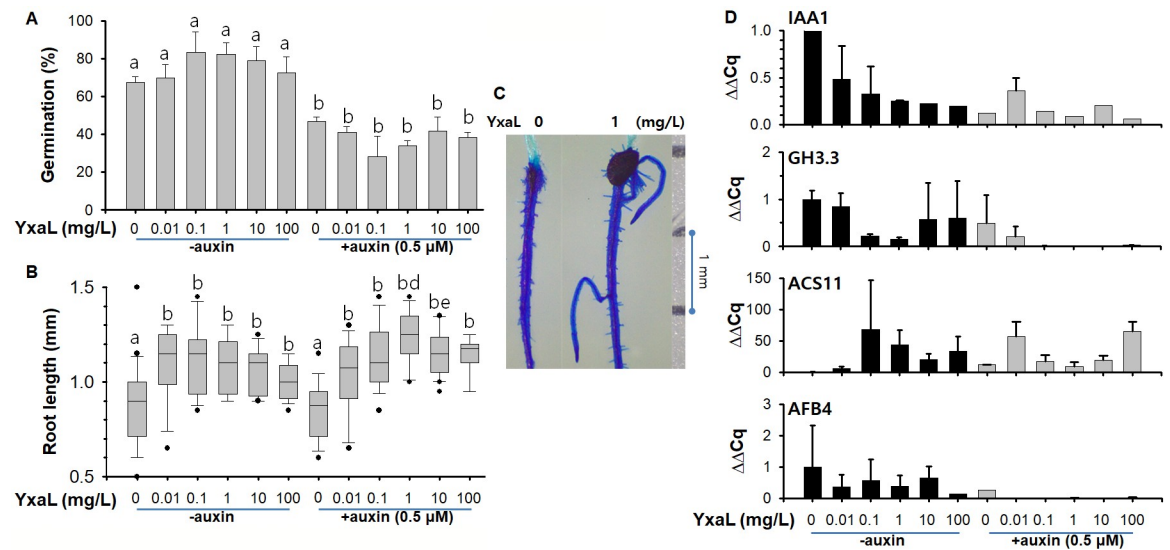 A
100
80
60
40
20
0
Germination (%)
a a a a a a b b b b b b
YxaL (mg/L) 0 0.01 0.1 1 10 100 0 0.01 0.1 1 10 100
-auxin +auxin (0.5 µM)
B
1.5
1.0
0.5
Root length (mm)
a b b b b b a b b bd be b
YxaL (mg/L) 0 0.01 0.1 1 10 100 0 0.01 0.1 1 10 100
-auxin +auxin (0.5 µM)
C
YxaL 0 1 (mg/L)
1 mm
D
IAA1
1.0
0.5
0.0
ΔΔCq
GH3.3
2
1
0
ΔΔCq
ACS11
150
100
50
0
ΔΔCq
AFB4
3
2
1
0
ΔΔCq
YxaL (mg/L) 0 0.01 0.1 1 10 100 0 0.01 0.1 1 10 100
-auxin +auxin (0.5 µM)